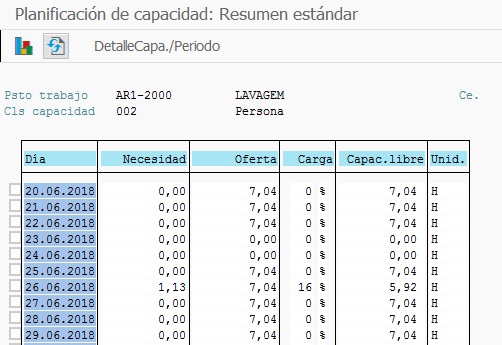 Planificación de capacidad: Resumen estándar
DetalleCapa./Periodo
Psto trabajo AR1-2000 LAVAGEM Ce.
Cls capacidad 002 Persona
Día Necesidad Oferta Carga Capac.libre Unid.
20.06.2018 0,00 7,04 0 % 7,04 H
21.06.2018 0,00 7,04 0 % 7,04 H
22.06.2018 0,00 7,04 0 % 7,04 H
23.06.2018 0,00 0,00 0 % 0,00 H
24.06.2018 0,00 0,00 0 % 0,00 H
25.06.2018 0,00 7,04 0 % 7,04 H
26.06.2018 1,13 7,04 16 % 5,92 H
27.06.2018 0,00 7,04 0 % 7,04 H
28.06.2018 0,00 7,04 0 % 7,04 H
29.06.2018 0,00 7,04 0 % 7,04 H